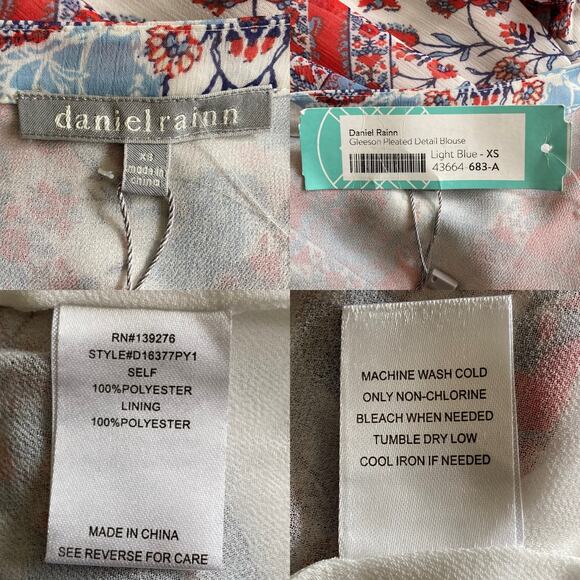 danielrainn
XS
made in
china
Daniel Rainn
Gleeson Pleated Detail Blouse
Light Blue - XS
43664-683-A
RN#139276
STYLE#D16377PY1
SELF
100%POLYESTER
LINING
100%POLYESTER
MADE IN CHINA
SEE REVERSE FOR CARE
MACHINE WASH COLD
ONLY NON-CHLORINE
BLEACH WHEN NEEDED
TUMBLE DRY LOW
COOL IRON IF NEEDED